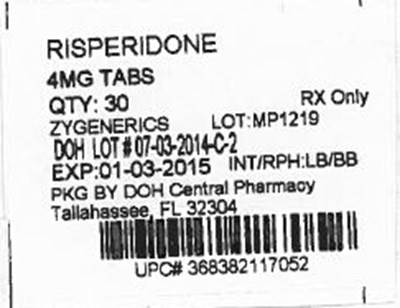 RISPERIDONE
4MG TABS
QTY: 30 RX Only
ZYGENERICS LOT:MP1219
DOH LOT # 07-03-2014-C-2
EXP:01-03-2015 INT/RPH:LB/BB
PKG BY DOH Central Pharmacy
Tallahassee, FL 32304
UPC# 368382117052